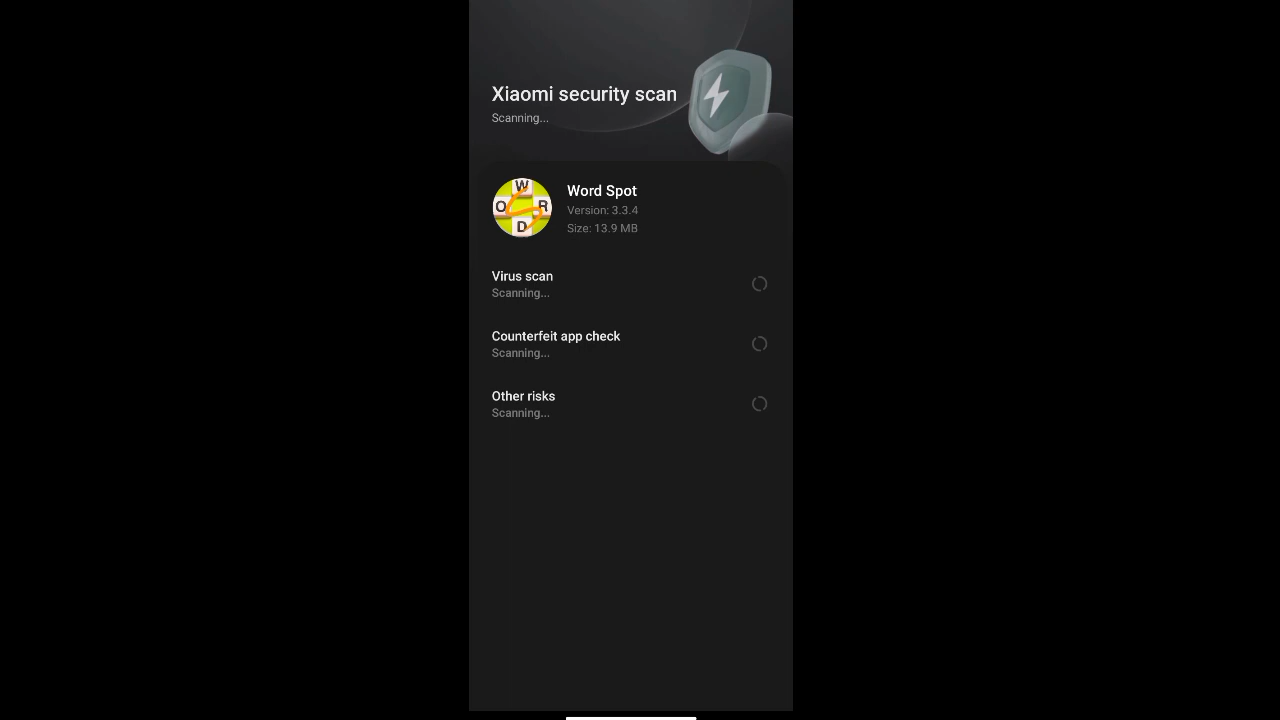 Xiaomi security scan
Scanning...
W
O R
D
Word Spot
Version: 3.3.4
Size: 13.9 MB
Virus scan
Scanning...
Counterfeit app check
Scanning...
Other risks
Scanning...